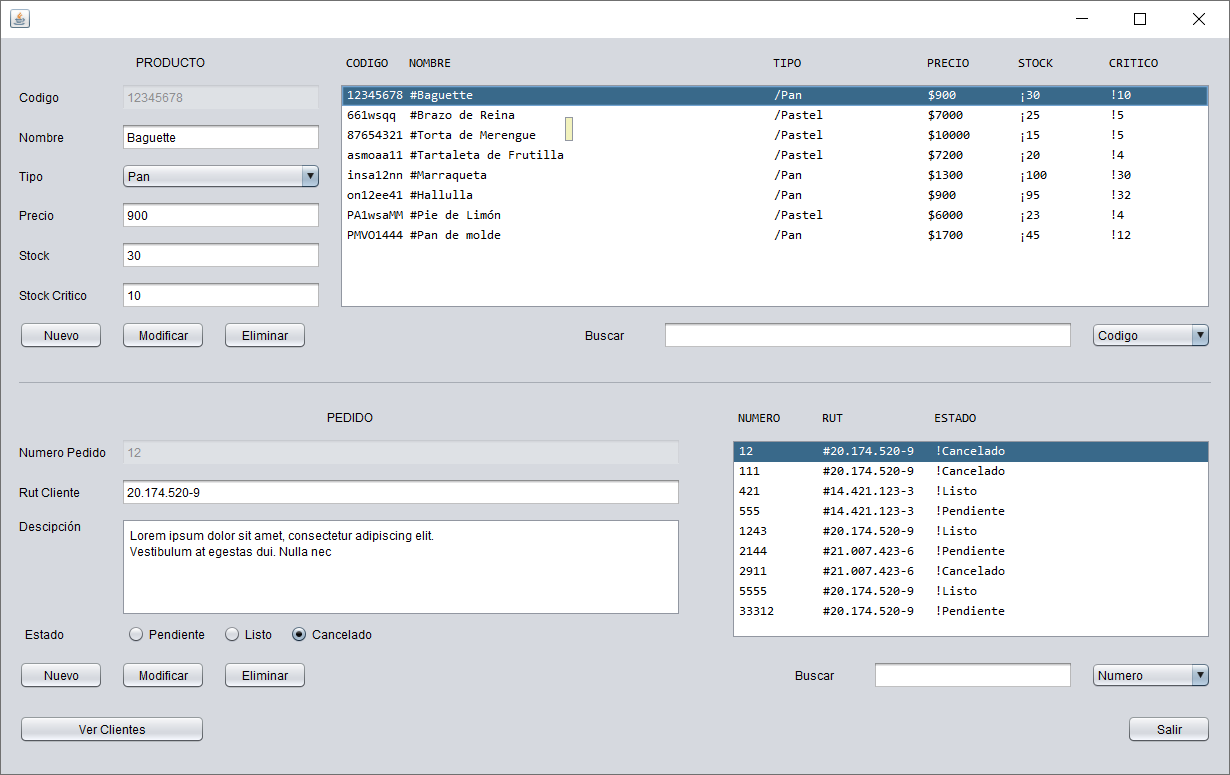 PRODUCTO
Codigo 12345678
Nombre Baguette
Tipo Pan
Precio 900
Stock 30
Stock Critico 10
Nuevo Modificar Eliminar
CODIGO NOMBRE TIPO PRECIO STOCK CRITICO
12345678 #Baguette /Pan $900 ¡30 !10
661wsqq #Brazo de Reina /Pastel $7000 ¡25 !5
87654321 #Torta de Merengue /Pastel $10000 ¡15 !5
asmoaa11 #Tartaleta de Frutilla /Pastel $7200 ¡20 !4
insa12nn #Marraqueta /Pan $1300 ¡100 !30
on12ee41 #Hallulla /Pan $900 ¡95 !32
PA1wsaMM #Pie de Limón /Pastel $6000 ¡23 !4
PMVO1444 #Pan de molde /Pan $1700 ¡45 !12
Buscar Codigo
PEDIDO
Numero Pedido 12
Rut Cliente 20.174.520-9
Descipción
Lorem ipsum dolor sit amet, consectetur adipiscing elit.
Vestibulum at egestas dui. Nulla nec
Estado Pendiente Listo Cancelado
Nuevo Modificar Eliminar
NUMERO RUT ESTADO
12 #20.174.520-9 !Cancelado
111 #20.174.520-9 !Cancelado
421 #14.421.123-3 !Listo
555 #14.421.123-3 !Pendiente
1243 #20.174.520-9 !Listo
2144 #21.007.423-6 !Pendiente
2911 #21.007.423-6 !Cancelado
5555 #20.174.520-9 !Listo
33312 #20.174.520-9 !Pendiente
Buscar Numero
Ver Clientes Salir